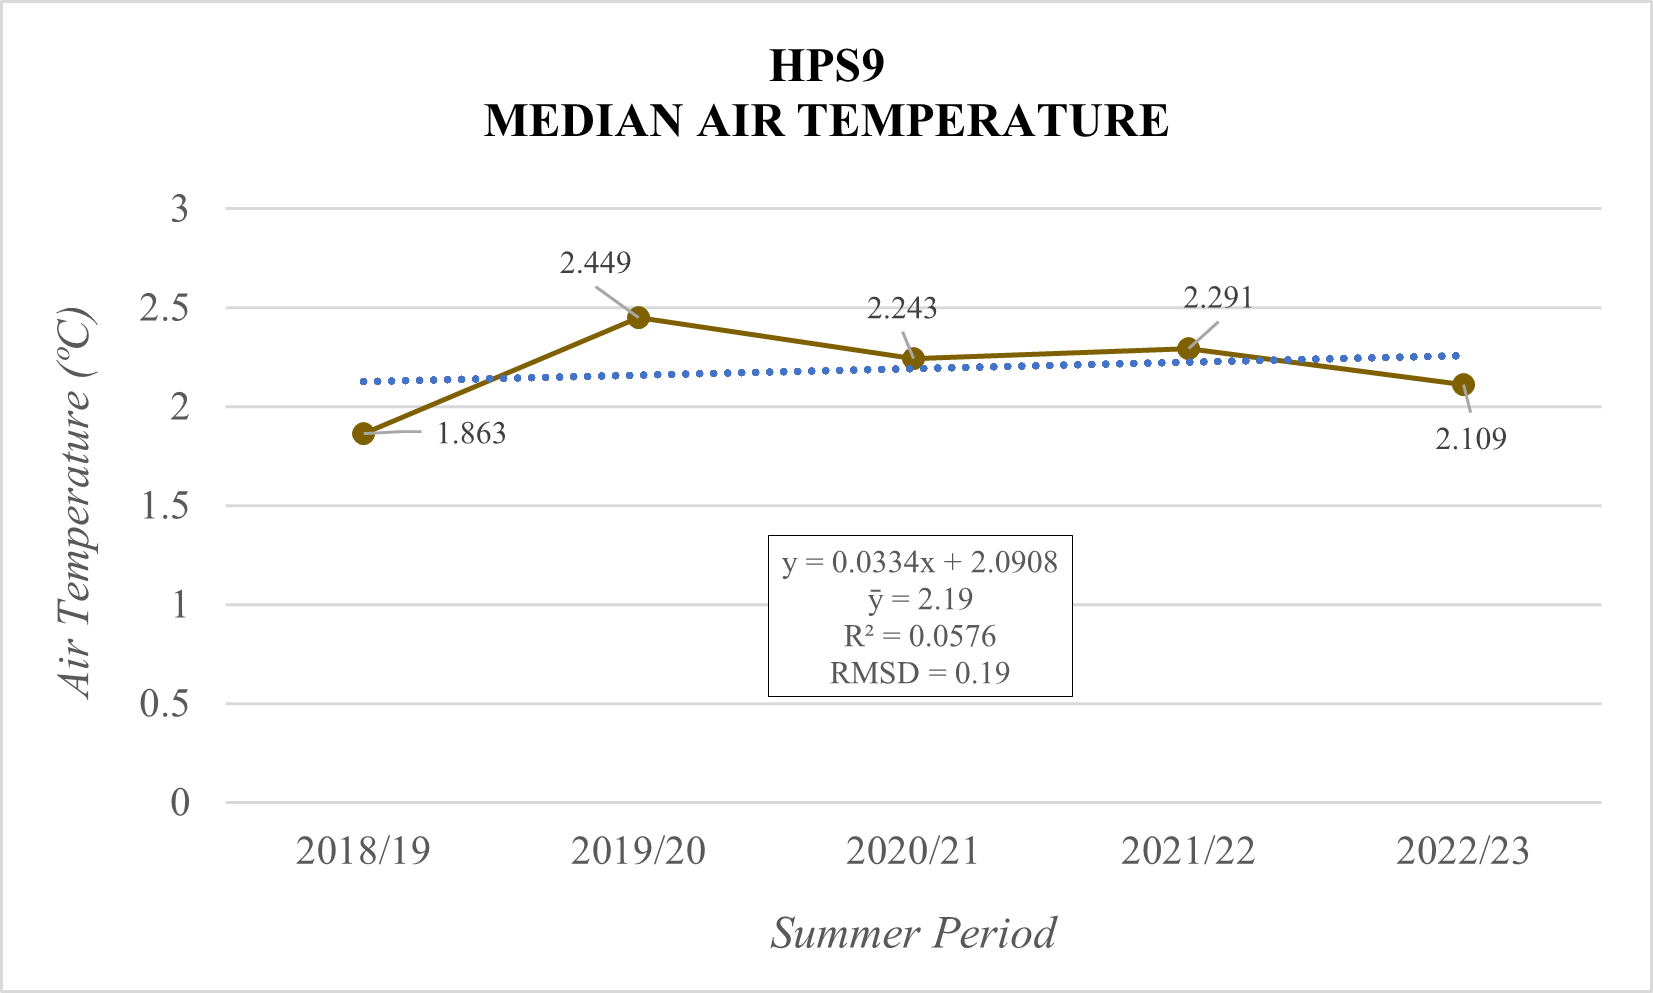 HPS9
MEDIAN AIR TEMPERATURE
Air Temperature (ºC)
3
2.5
2
1.5
1
0.5
0
2.449
2.243
2.291
1.863
2.109
y = 0.0334x + 2.0908
ȳ = 2.19
R² = 0.0576
RMSD = 0.19
2018/19
2019/20
2020/21
2021/22
2022/23
Summer Period